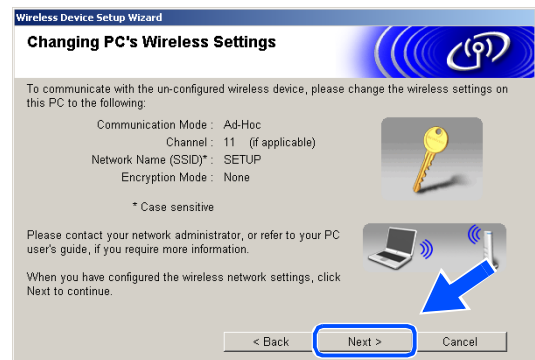 Wireless Device Setup Wizard
Changing PC's Wireless Settings
To communicate with the un-configured wireless device, please change the wireless settings on
this PC to the following:
Communication Mode : Ad-Hoc
Channel : 11 (if applicable)
Network Name (SSID)* : SETUP
Encryption Mode : None
* Case sensitive
Please contact your network administrator, or refer to your PC
user's guide, if you require more information.
When you have configured the wireless network settings, click
Next to continue.
< Back Next > Cancel